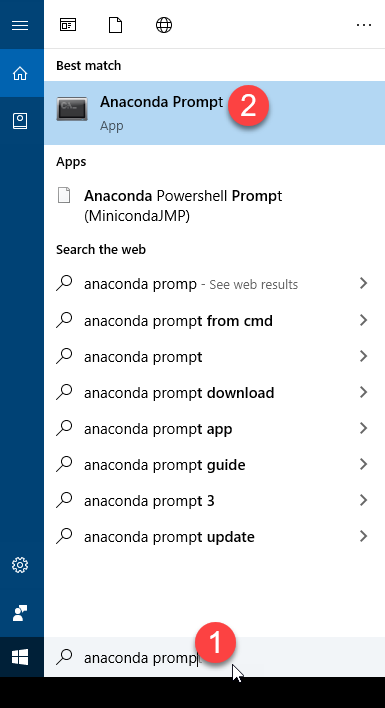 Best match
Anaconda Prompt
2
App
Apps
Anaconda Powershell Prompt
(MinicondaJMP)
Search the web
anaconda promp - See web results
anaconda prompt from cmd
anaconda prompt
anaconda prompt download
anaconda prompt app
anaconda prompt guide
anaconda prompt 3
anaconda prompt update
1
anaconda promp